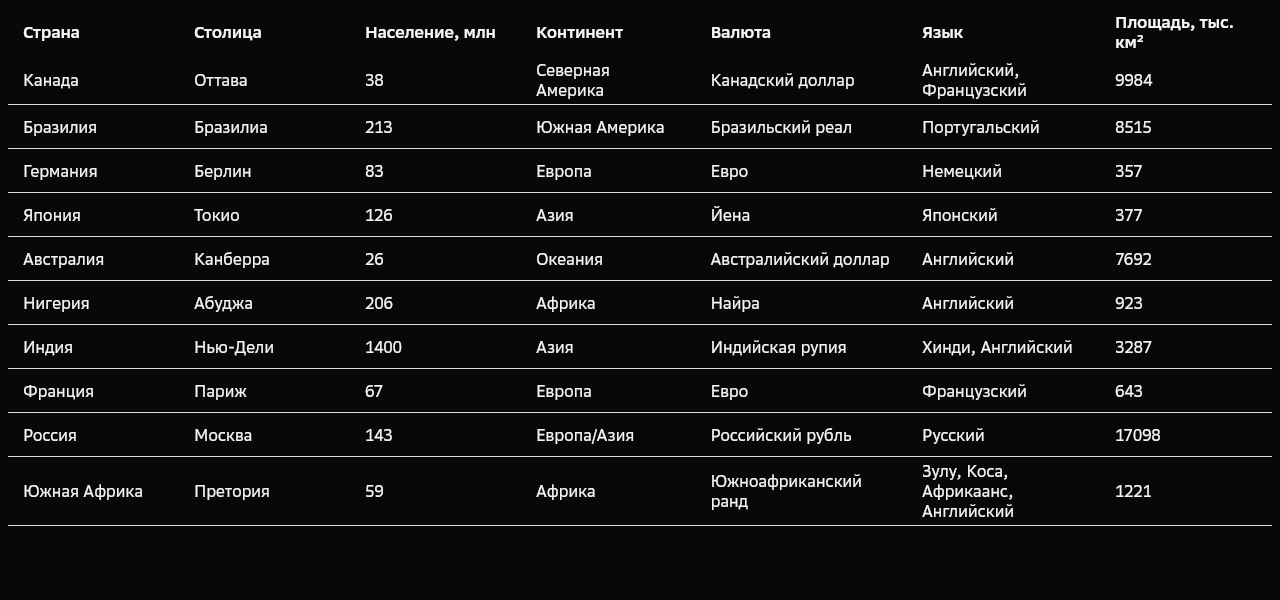 Страна Столица Население, млн Континент Валюта Язык Площадь, тыс. км²
Канада Оттава 38 Северная Америка Канадский доллар Английский, Французский 9984
Бразилия Бразилиа 213 Южная Америка Бразильский реал Португальский 8515
Германия Берлин 83 Европа Евро Немецкий 357
Япония Токио 126 Азия Йена Японский 377
Австралия Канберра 26 Океания Австралийский доллар Английский 7692
Нигерия Абуджа 206 Африка Найра Английский 923
Индия Нью-Дели 1400 Азия Индийская рупия Хинди, Английский 3287
Франция Париж 67 Европа Евро Французский 643
Россия Москва 143 Европа/Азия Российский рубль Русский 17098
Южная Африка Претория 59 Африка Южноафриканский ранд Зулу, Коса, Африкаанс, Английский 1221